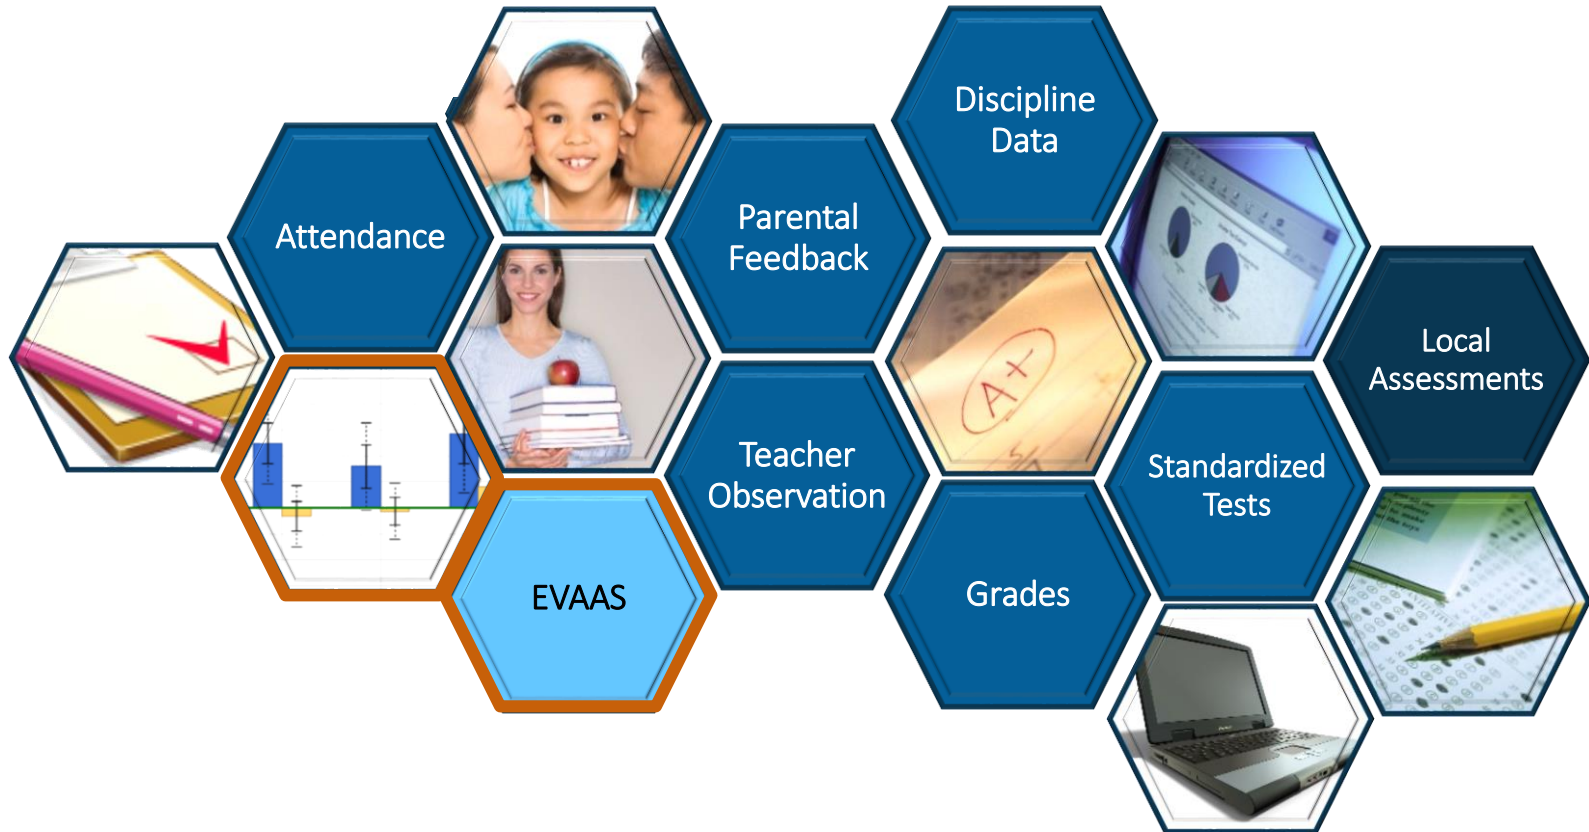 Discipline
Data
Attendance
Parental
Feedback
Local
Assessments
A+
Teacher
Observation
Standardized
Tests
EVAAS
Grades